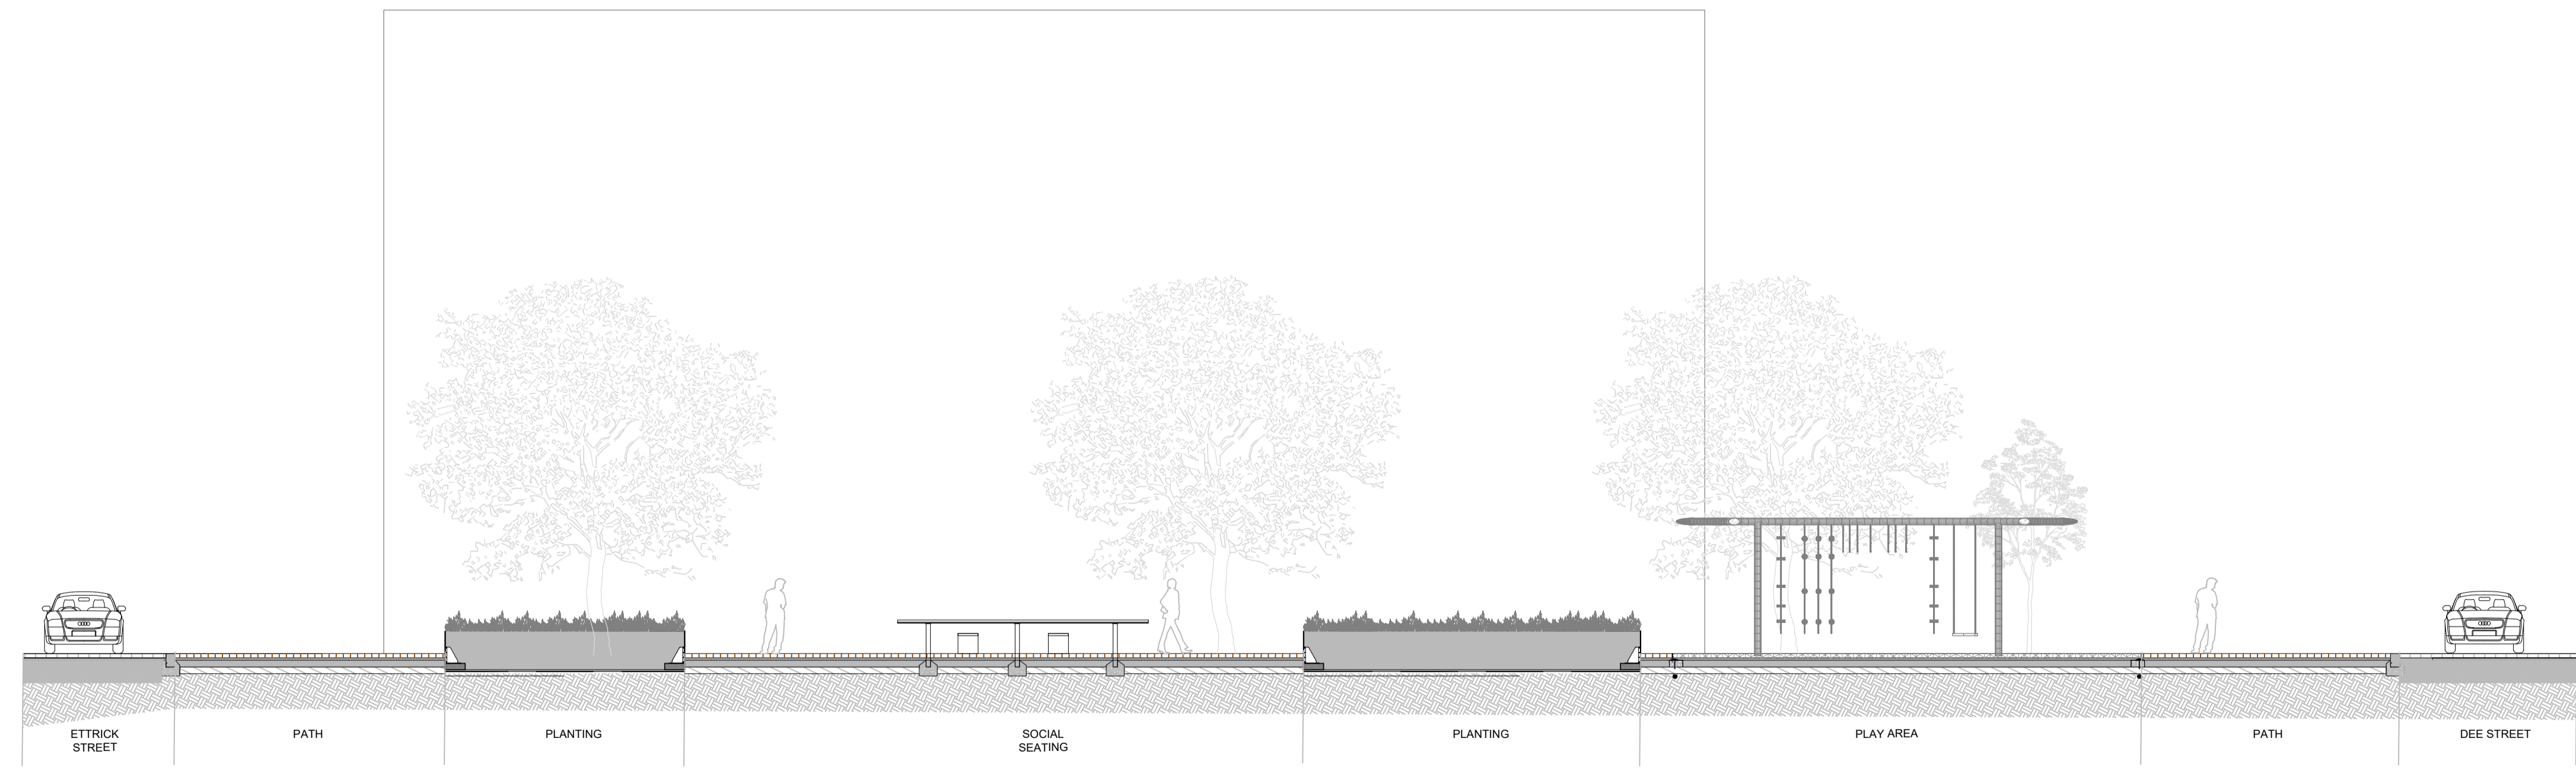 ETTRICK
STREET
PATH
PLANTING
SOCIAL
SEATING
PLANTING
PLAY AREA
PATH
DEE STREET